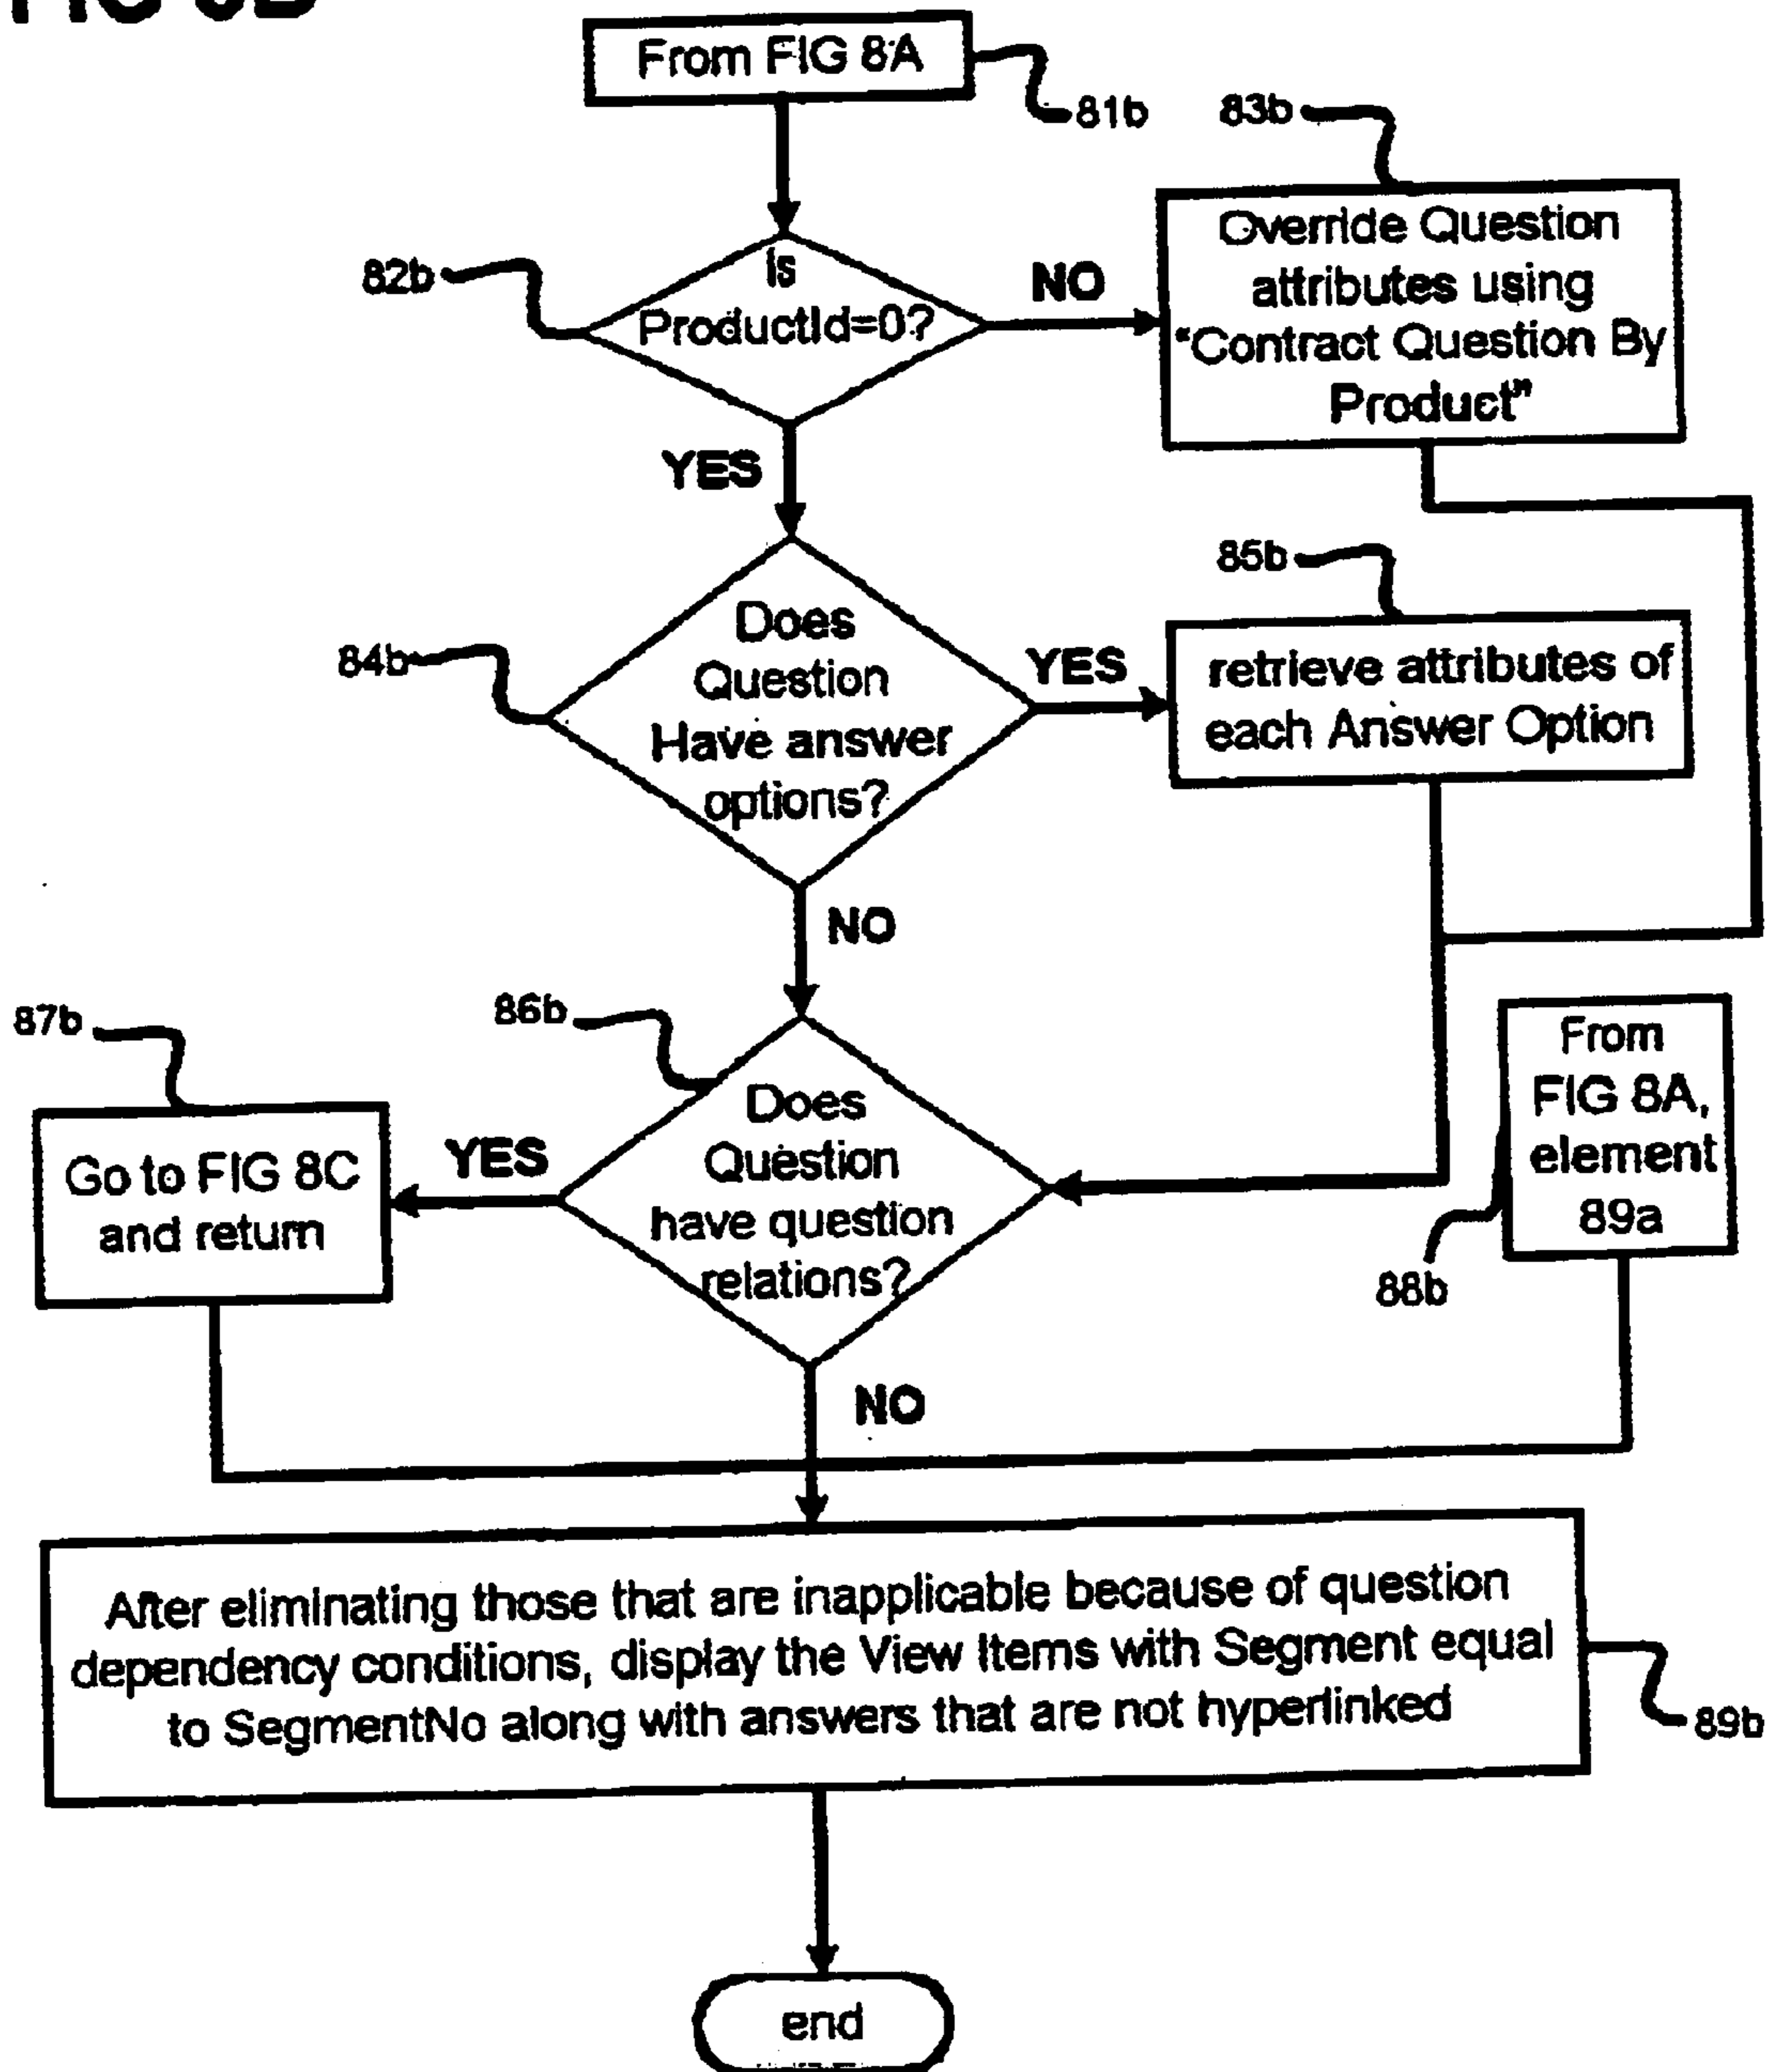 From FIG 8A
81b
83b
Override Question
attributes using
"Contract Question By
Product"
82b
Is
ProductId=0?
NO
YES
85b
84b
Does
Question
Have answer
options?
YES
retrieve attributes of
each Answer Option
NO
87b
86b
From
FIG 8A,
element
89a
Does
Question
have question
relations?
YES
Go to FIG 8C
and return
88b
NO
After eliminating those that are inapplicable because of question
dependency conditions, display the View Items with Segment equal
to SegmentNo along with answers that are not hyperlinked
89b
end